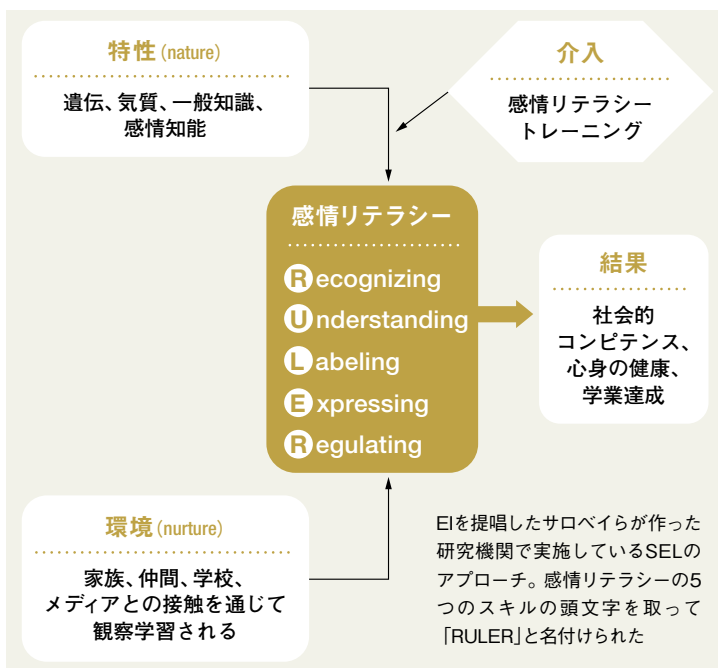 特性(nature)
遺伝、気質、一般知識、
感情知能
介入
感情リテラシー
トレーニング
感情リテラシー
Recognizing
Understanding
Labeling
Expressing
Regulating
結果
社会的
コンピテンス、
心身の健康、
学業達成
環境(nurture)
家族、仲間、学校、
メディアとの接触を通じて
観察学習される
EIを提唱したサロベイらが作った
研究機関で実施しているSELの
アプローチ。感情リテラシーの5
つのスキルの頭文字を取って
「RULER」と名付けられた